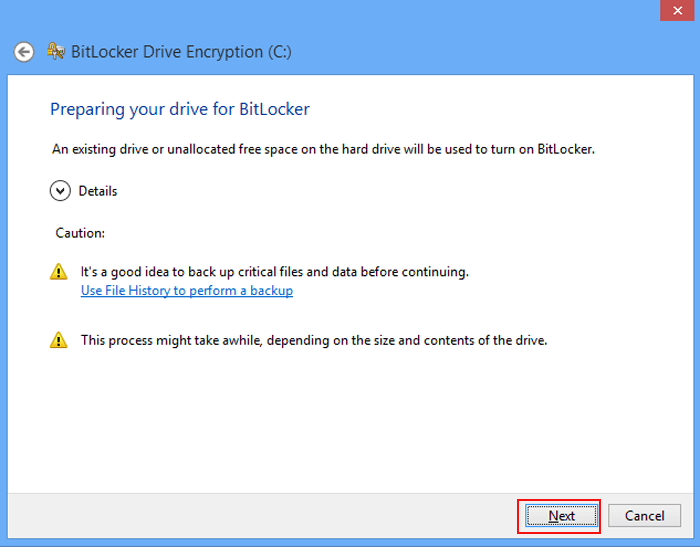 BitLocker Drive Encryption (C:)
Preparing your drive for BitLocker
An existing drive or unallocated free space on the hard drive will be used to turn on BitLocker.
Details
Caution:
It's a good idea to back up critical files and data before continuing.
Use File History to perform a backup
This process might take awhile, depending on the size and contents of the drive.
Next Cancel